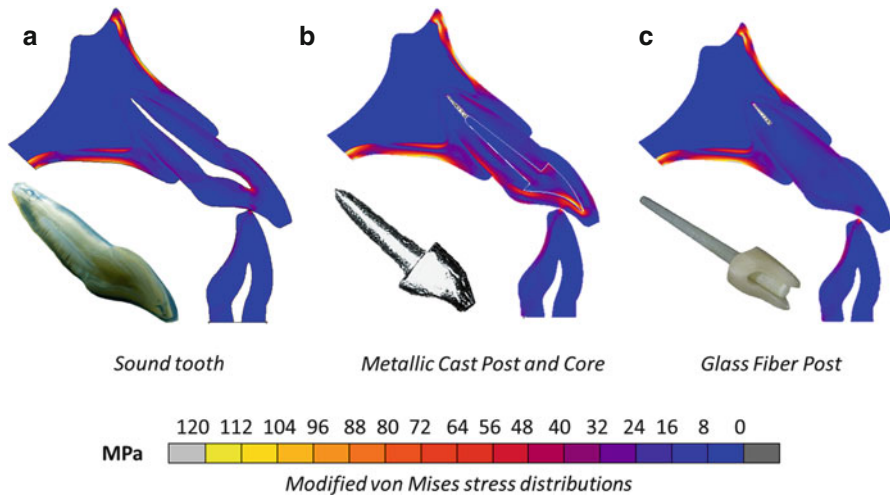 a b c
Sound tooth Metallic Cast Post and Core Glass Fiber Post
120 112 104 96 88 80 72 64 56 48 40 32 24 16 8 0
MPa
Modified von Mises stress distributions